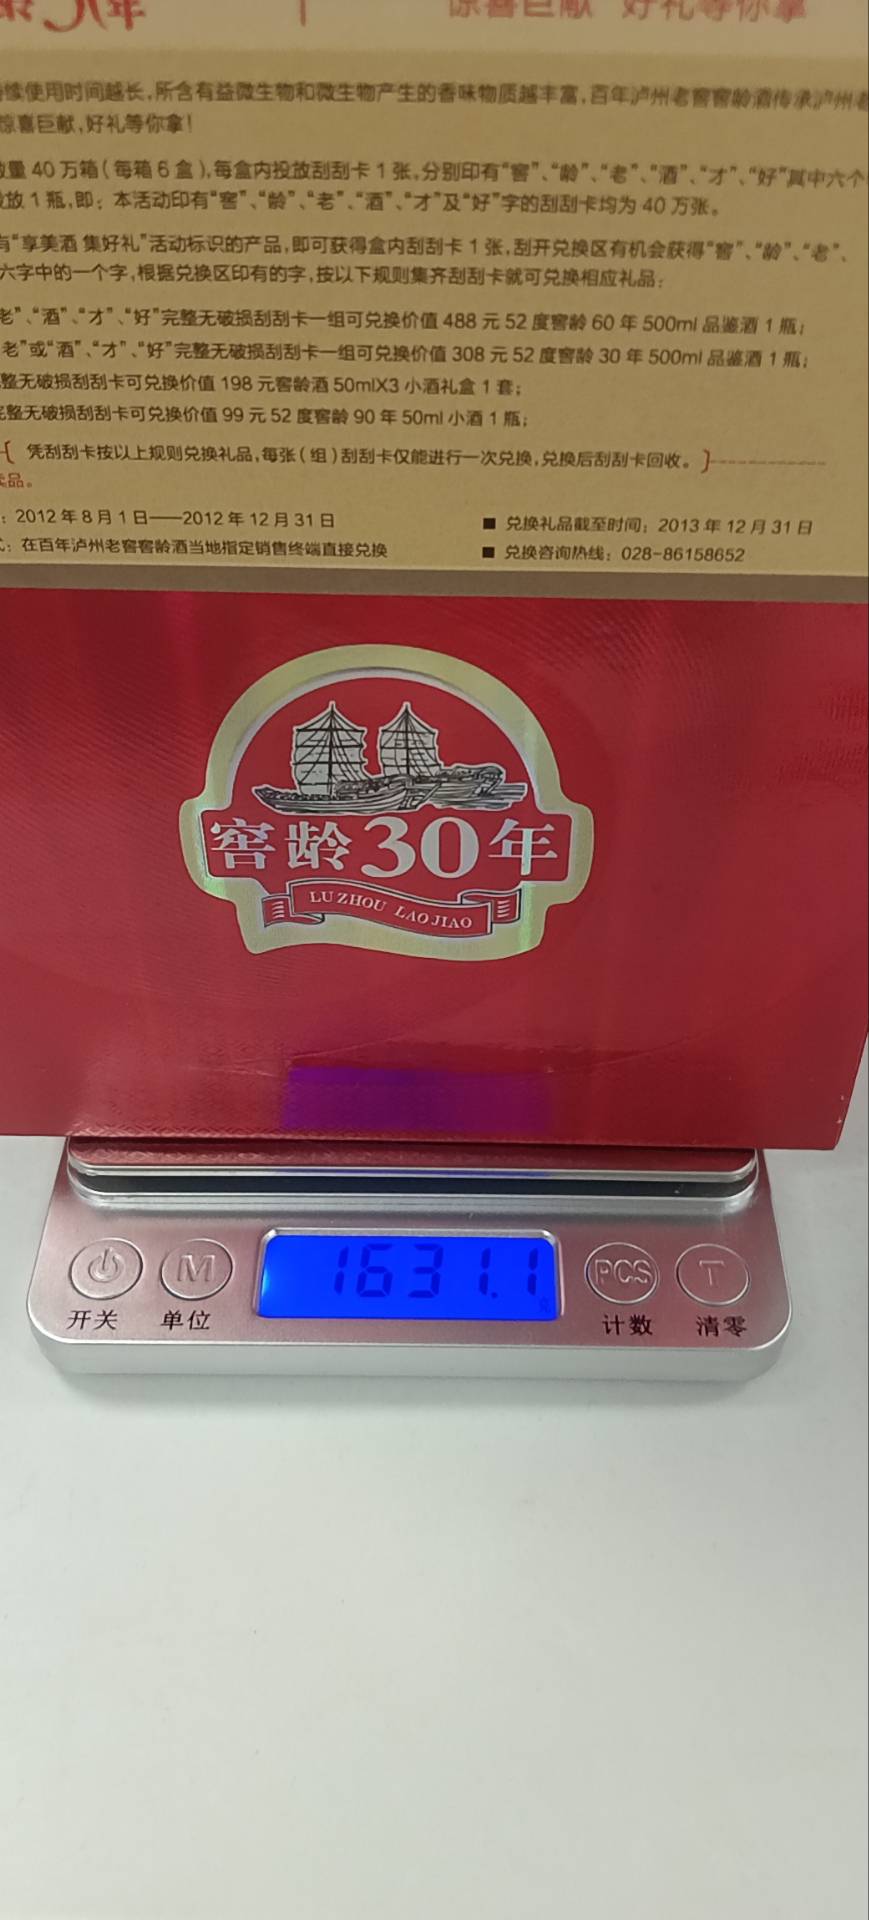 惊喜巨献 好礼等你拿
续使用时间越长，所含有益微生物和微生物产生的香味物质越丰富，百年泸州老窖窖龄酒传承泸州老
惊喜巨献，好礼等你拿！
量 40 万箱（每箱 6 盒），每盒内投放刮刮卡 1 张，分别印有“窖”、“龄”、“老”、“酒”、“才”、“好”其中六个
放 1 瓶，即：本活动印有“窖”、“龄”、“老”、“酒”、“才”及“好”字的刮刮卡均为 40 万张。
有“享美酒 集好礼”活动标识的产品，即可获得盒内刮刮卡 1 张，刮开兑换区有机会获得“窖”、“龄”、“老”、
六字中的一个字，根据兑换区印有的字，按以下规则集齐刮刮卡就可兑换相应礼品：
老”、“酒”、“才”、“好”完整无破损刮刮卡一组可兑换价值 488 元 52 度窖龄 60 年 500ml 品鉴酒 1 瓶；
老”或“酒”、“才”、“好”完整无破损刮刮卡一组可兑换价值 308 元 52 度窖龄 30 年 500ml 品鉴酒 1 瓶；
整无破损刮刮卡可兑换价值 198 元窖龄酒 50mlX3 小酒礼盒 1 套；
完整无破损刮刮卡可兑换价值 99 元 52 度窖龄 90 年 50ml 小酒 1 瓶；
{ 凭刮刮卡按以上规则兑换礼品，每张（组）刮刮卡仅能进行一次兑换，兑换后刮刮卡回收。 }
品。
：2012 年 8 月 1 日——2012 年 12 月 31 日
■ 兑换礼品截至时间：2013 年 12 月 31 日
式：在百年泸州老窖窖龄酒当地指定销售终端直接兑换
■ 兑换咨询热线：028-86158652
窖龄30年
LU ZHOU LAO JIAO
1631.1
M
PCS
T
开关
单位
计数
清零